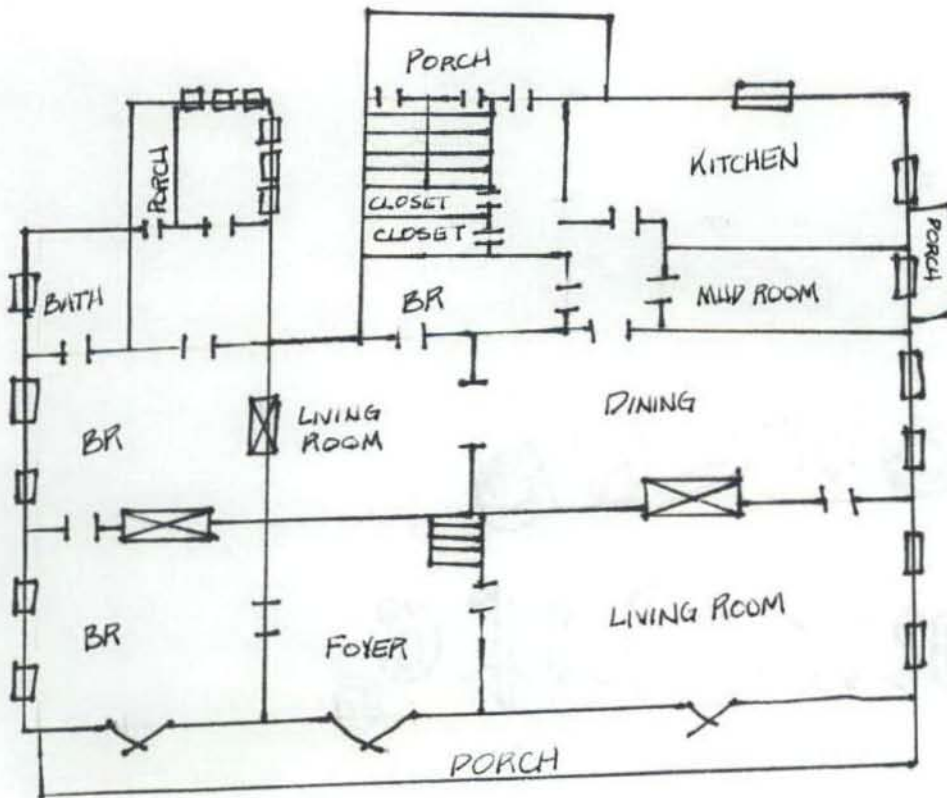 PORCH
KITCHEN
PORCH
CLOSET
CLOSET
PORCH
BATH
BR
MUD ROOM
LIVING
ROOM
DINING
BR
LIVING ROOM
BR
FOYER
PORCH